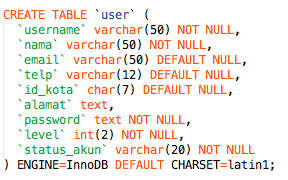 CREATE TABLE `user` (
`username` varchar(50) NOT NULL,
`nama` varchar(50) NOT NULL,
`email` varchar(50) DEFAULT NULL,
`telp` varchar(12) DEFAULT NULL,
`id_kota` char(7) DEFAULT NULL,
`alamat` text,
`password` text NOT NULL,
`level` int(2) NOT NULL,
`status_akun` varchar(20) NOT NULL
) ENGINE=InnoDB DEFAULT CHARSET=latin1;